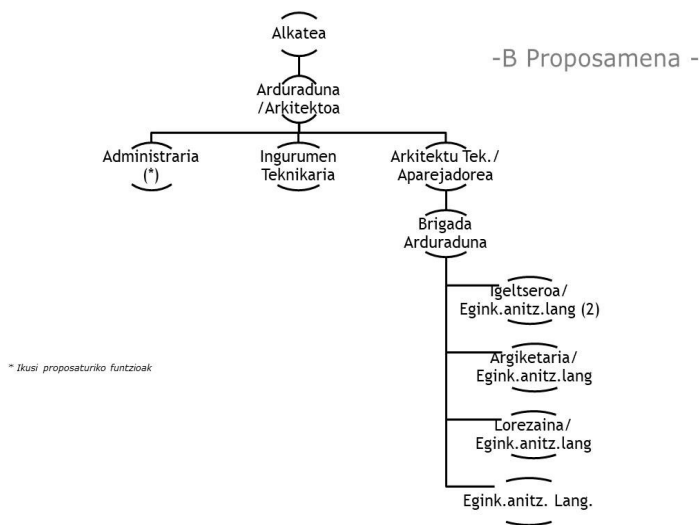 -B Proposamena -
Alkatea
Arduraduna
/Arkitektoa
Administraria
(*)
Ingurumen
Teknikaria
Arkitektu Tek./
Aparejadorea
Brigada
Arduraduna
Igeltseroa/
Egink.anitz.lang (2)
Argiketaria/
Egink.anitz.lang
Lorezaina/
Egink.anitz.lang
Egink.anitz. Lang.
* Ikusi proposaturiko funtzioak